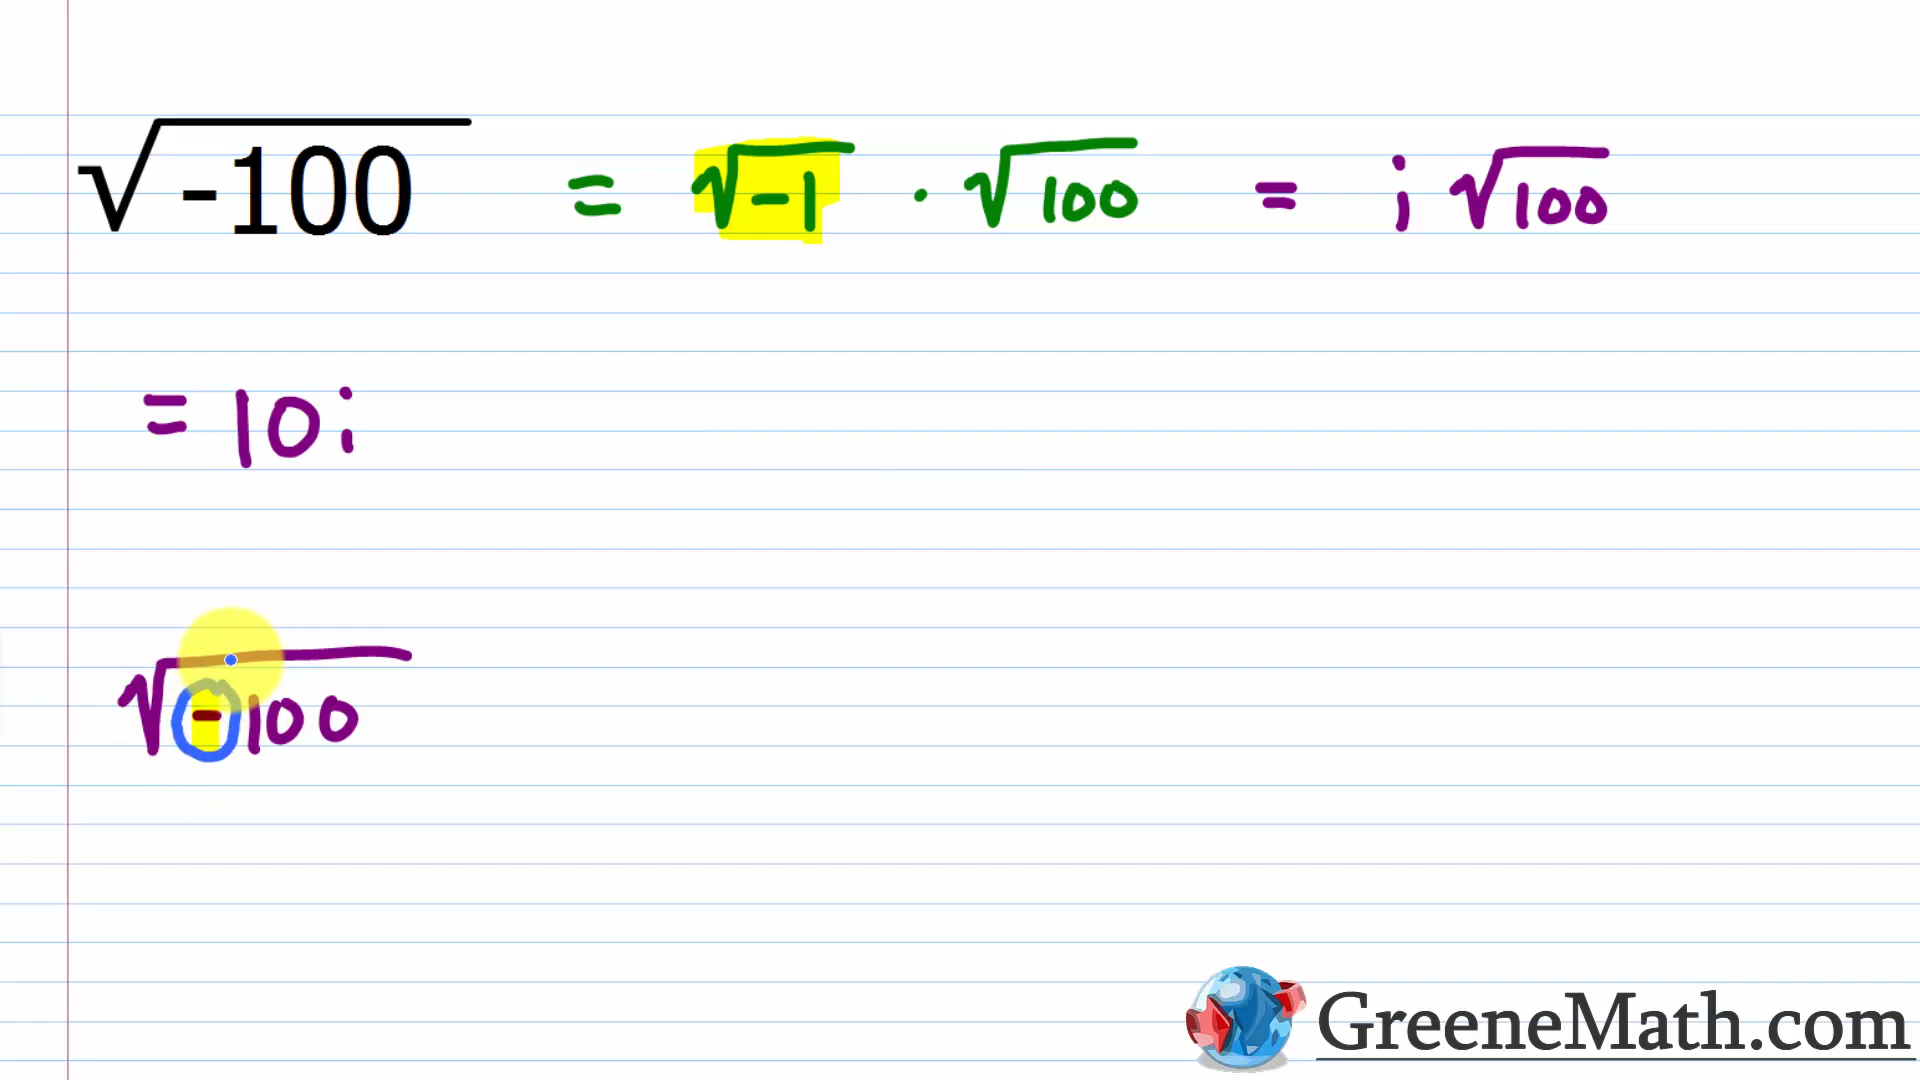 √-100 = √-1 · √100 = i √100
= 10i
√-100
GreeneMath.com